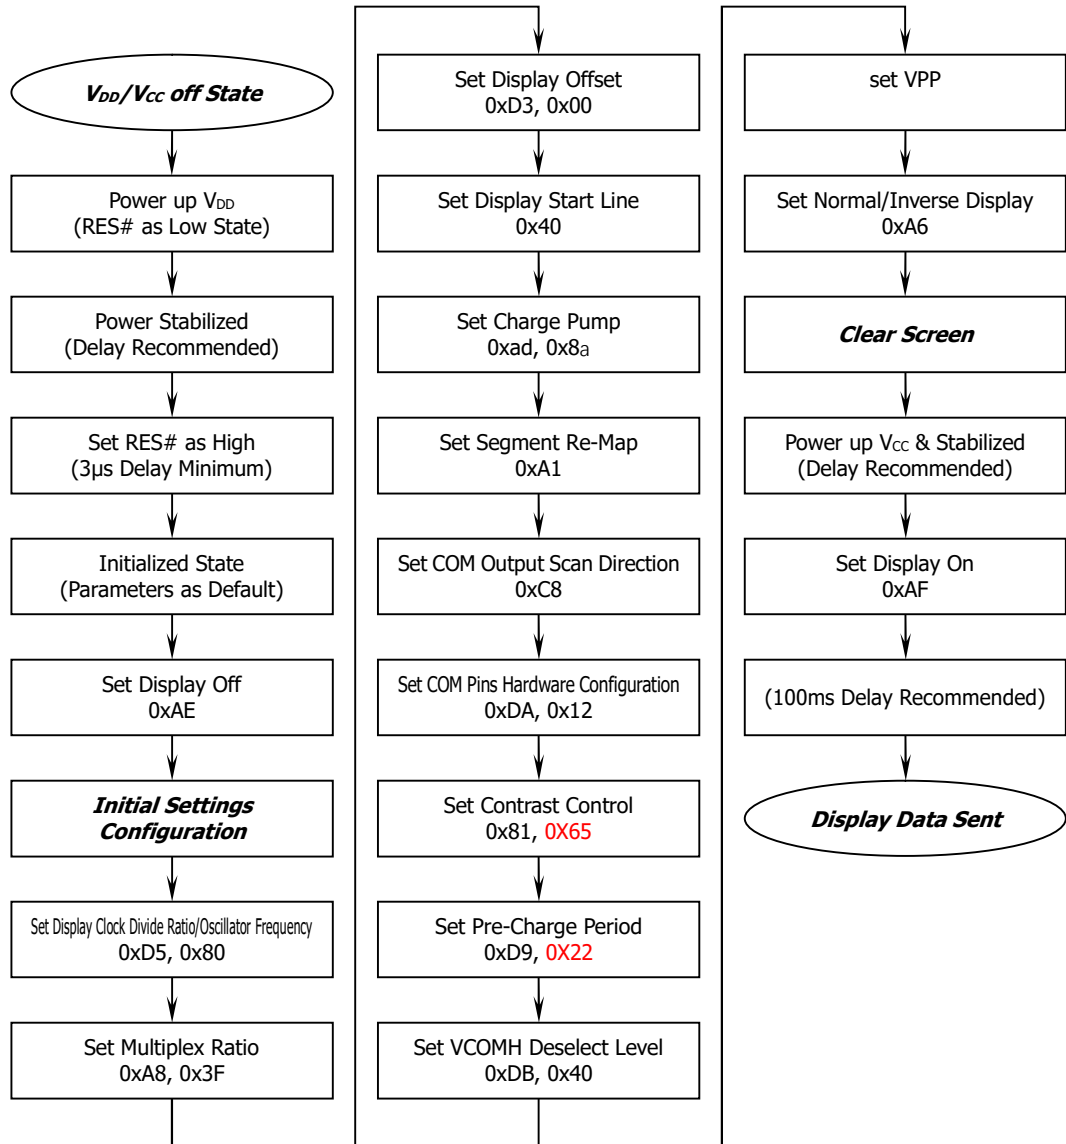 VDD/VCC off State
Power up VDD
(RES# as Low State)
Power Stabilized
(Delay Recommended)
Set RES# as High
(3μs Delay Minimum)
Initialized State
(Parameters as Default)
Set Display Off
0xAE
Initial Settings
Configuration
Set Display Clock Divide Ratio/Oscillator Frequency
0xD5, 0x80
Set Multiplex Ratio
0xA8, 0x3F
Set Display Offset
0xD3, 0x00
Set Display Start Line
0x40
Set Charge Pump
0xad, 0x8a
Set Segment Re-Map
0xA1
Set COM Output Scan Direction
0xC8
Set COM Pins Hardware Configuration
0xDA, 0x12
Set Contrast Control
0x81, 0X65
Set Pre-Charge Period
0xD9, 0X22
Set VCOMH Deselect Level
0xDB, 0x40
set VPP
Set Normal/Inverse Display
0xA6
Clear Screen
Power up VCC & Stabilized
(Delay Recommended)
Set Display On
0xAF
(100ms Delay Recommended)
Display Data Sent